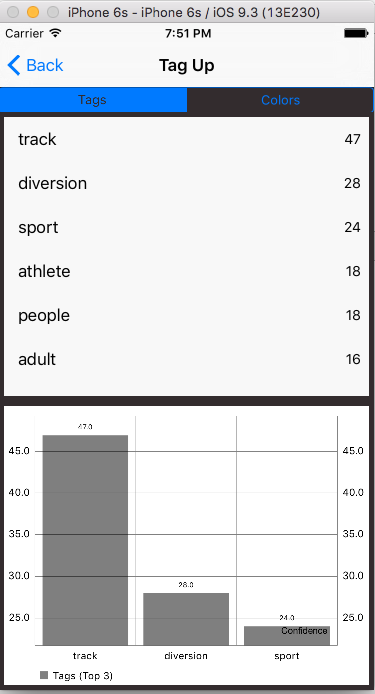 iPhone 6s - iPhone 6s / iOS 9.3 (13E230)
Carrier 7:51 PM
Back Tag Up
Tags Colors
track 47
diversion 28
sport 24
athlete 18
people 18
adult 16
47.0
45.0 45.0
40.0 40.0
35.0 35.0
30.0 30.0
28.0
25.0 25.0
24.0
Confidence
track diversion sport
Tags (Top 3)